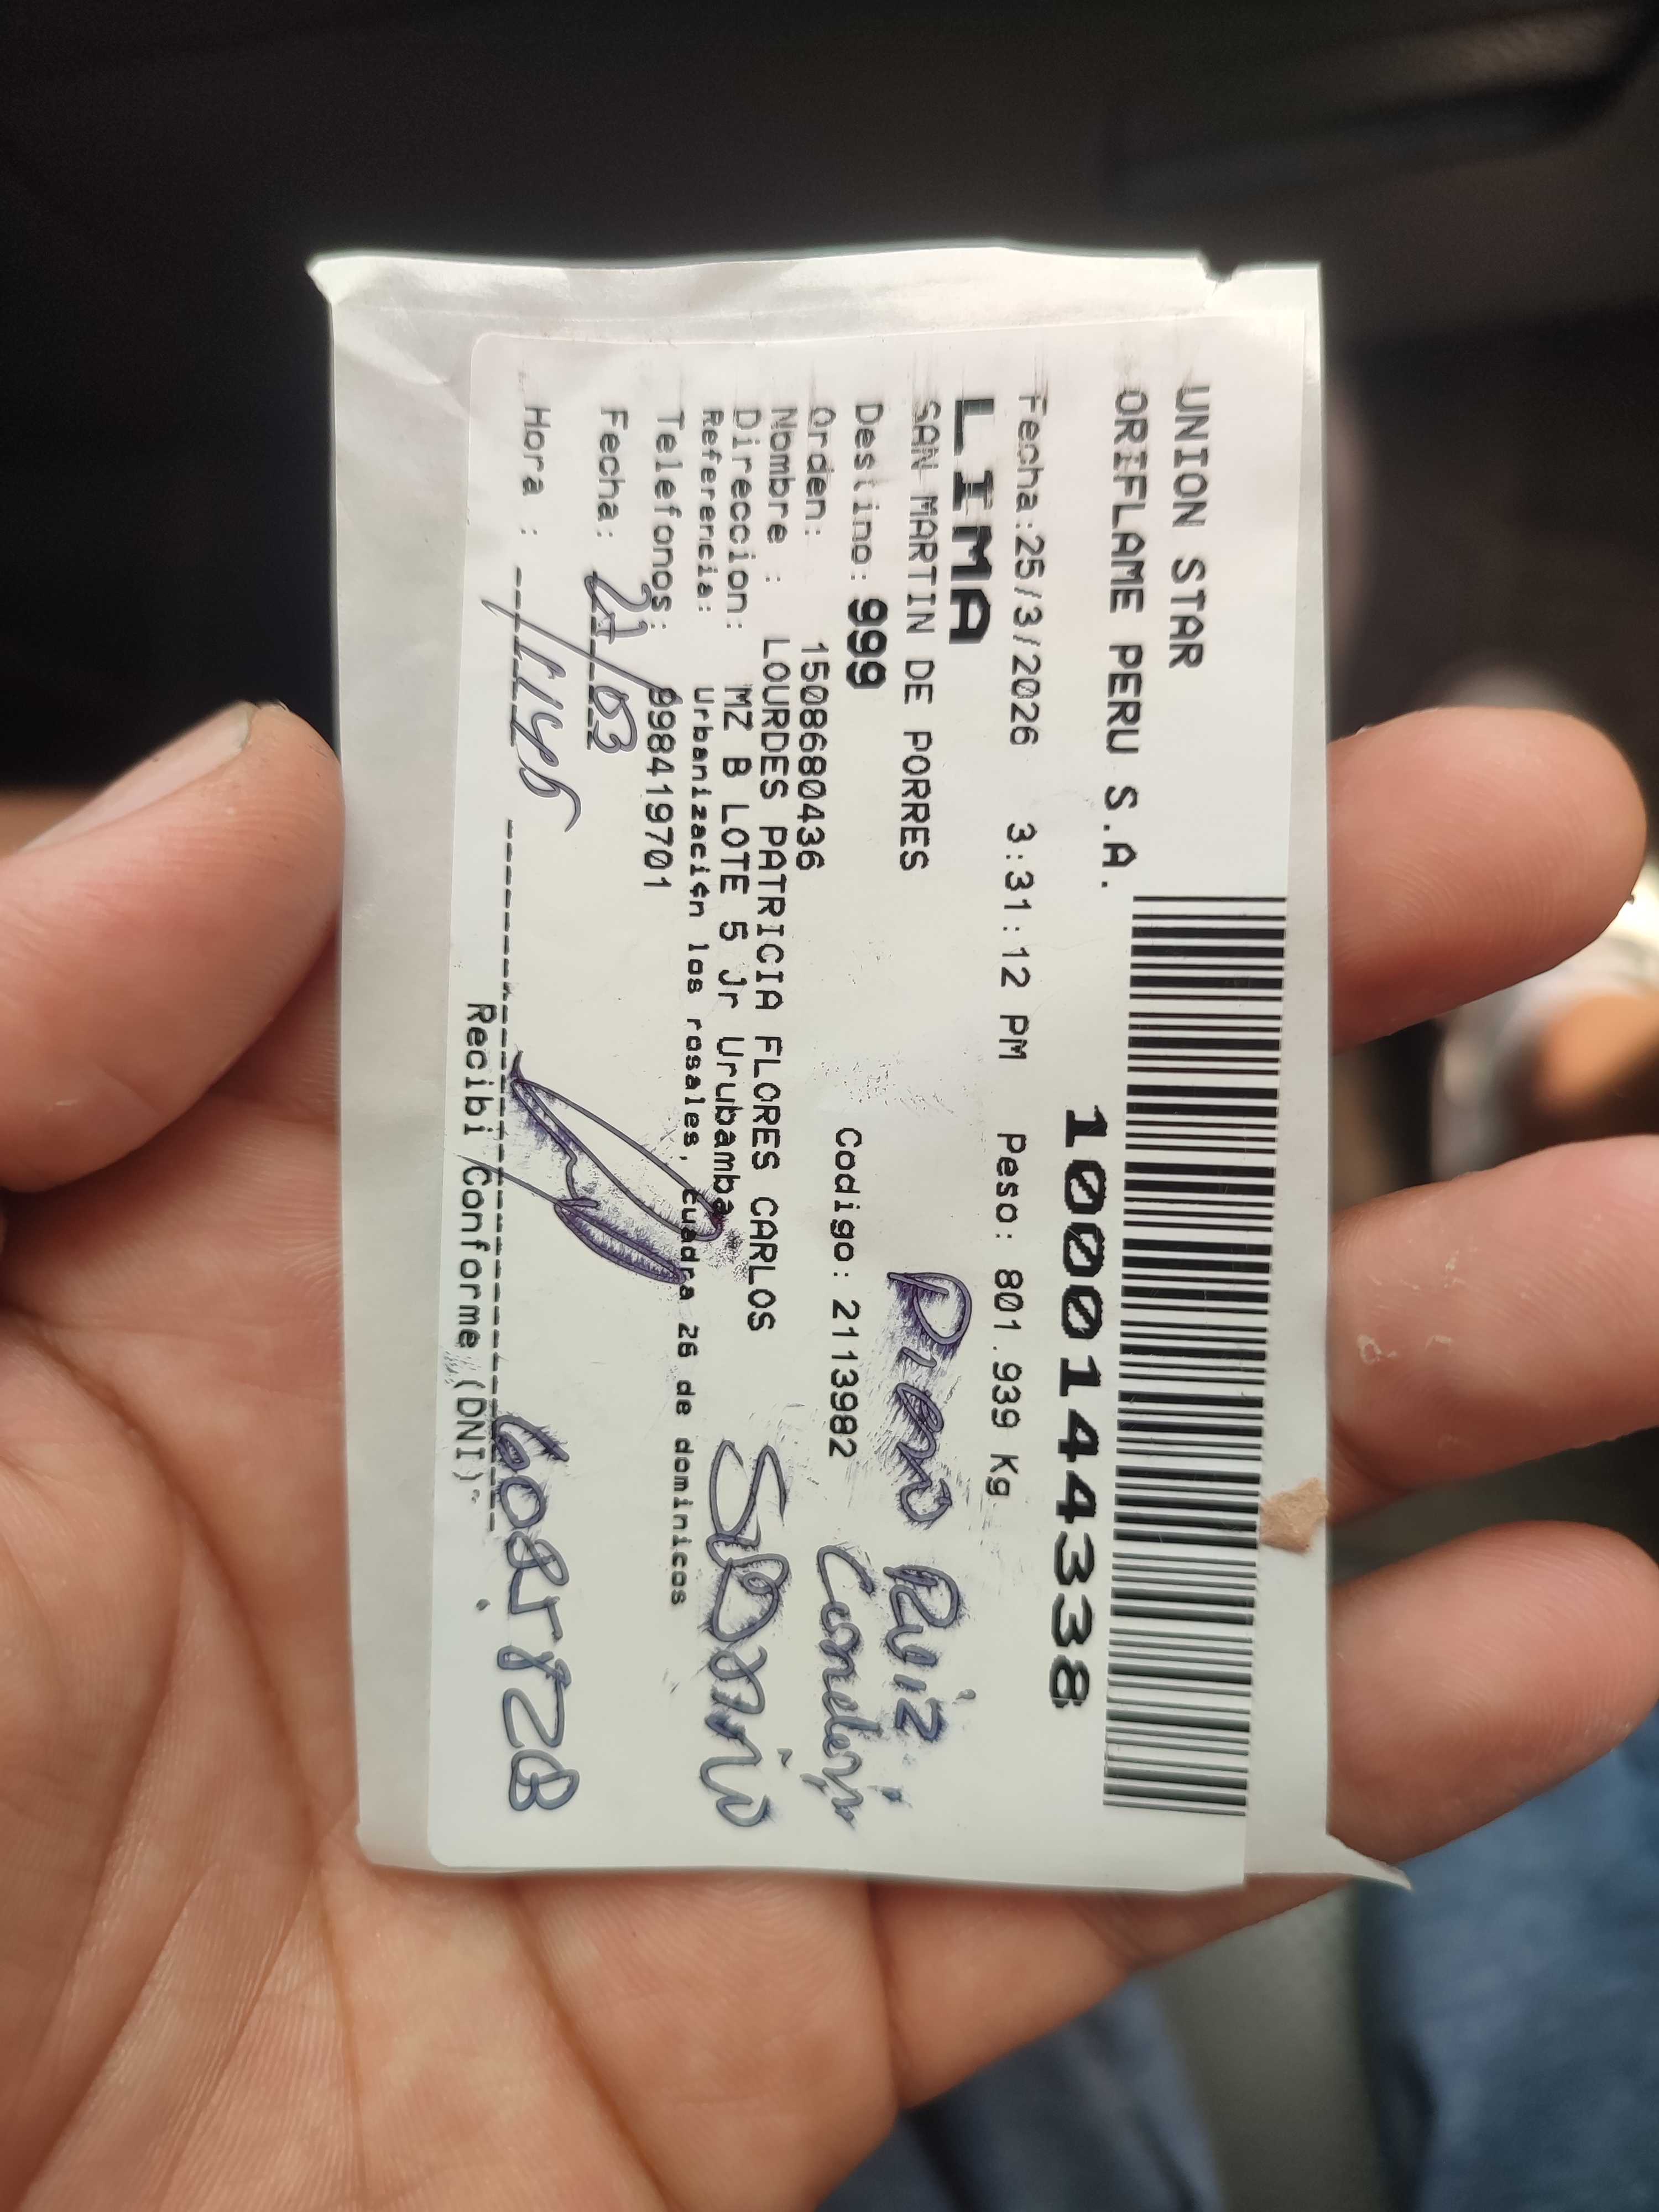 UNION STAR
ORIFLAME PERU S.A.
10001443338
Fecha:25/3/2026 3:31:12 PM Peso: 801.939 Kg
LIMA
SAN MARTIN DE PORRES
Piero Ruiz
Destino: 999 Codigo: 2113982
Orden: 1508680436
Nombre : LOURDES PATRICIA FLORES CARLOS
Direccion: MZ B LOTE 5 Jr Urubamba
Referencia: Urbanización los rosales, cuadra 26 de dominicos
Telefonos: 998419701
Fecha:
Hora :
Recibi Conforme (DNI)